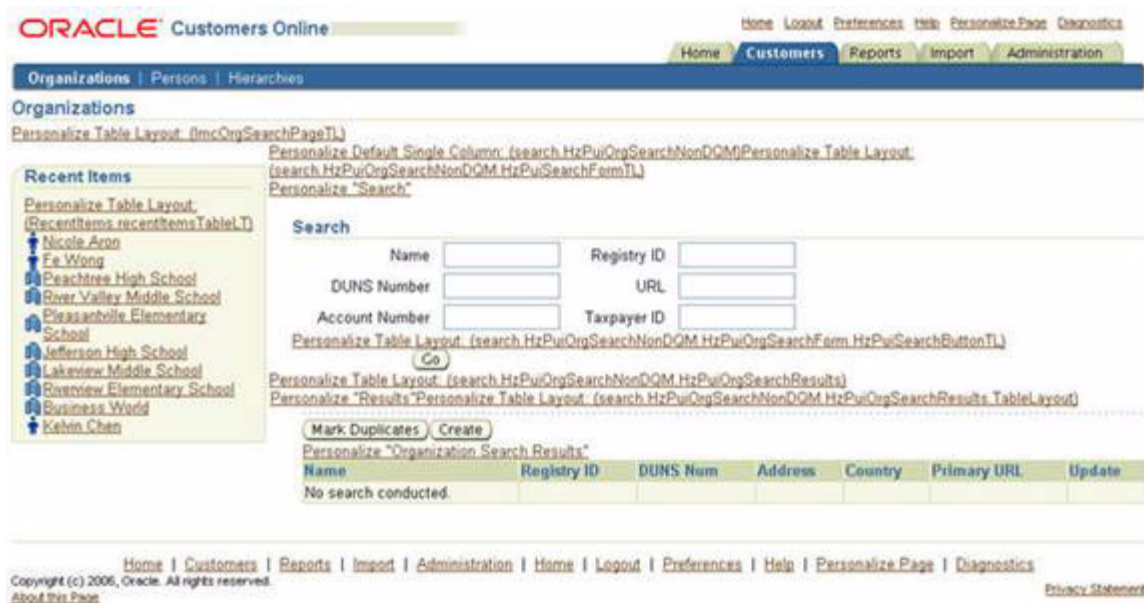 ORACLE Customers Online
Home Logout Preferences Help Personalize Page Diagnostics
Home Customers Reports Import Administration
Organizations | Persons | Hierarchies
Organizations
Personalize Table Layout: (ImcOrgSearchPageTL)
Personalize Default Single Column: (search.HzPuiOrgSearchNonDQM)Personalize Table Layout:
(search.HzPuiOrgSearchNonDQM.HzPuiSearchFormTL)
Personalize "Search"
Recent Items
Personalize Table Layout:
(RecentItems.recentItemsTableLT)
Nicole Aron
Fe Wong
Peachtree High School
River Valley Middle School
Pleasantville Elementary
School
Jefferson High School
Lakeview Middle School
Riverview Elementary School
Business World
Kelvin Chen
Search
Name Registry ID
DUNS Number URL
Account Number Taxpayer ID
Personalize Table Layout: (search.HzPuiOrgSearchNonDQM.HzPuiOrgSearchForm.HzPuiSearchButtonTL)
Go
Personalize Table Layout: (search.HzPuiOrgSearchNonDQM.HzPuiOrgSearchResults)
Personalize "Results"Personalize Table Layout: (search.HzPuiOrgSearchNonDQM.HzPuiOrgSearchResults.TableLayout)
Mark Duplicates Create
Personalize "Organization Search Results"
Name Registry ID DUNS Num Address Country Primary URL Update
No search conducted.
Home | Customers | Reports | Import | Administration | Home | Logout | Preferences | Help | Personalize Page | Diagnostics
Copyright (c) 2006, Oracle. All rights reserved.
About this Page
Privacy Statement